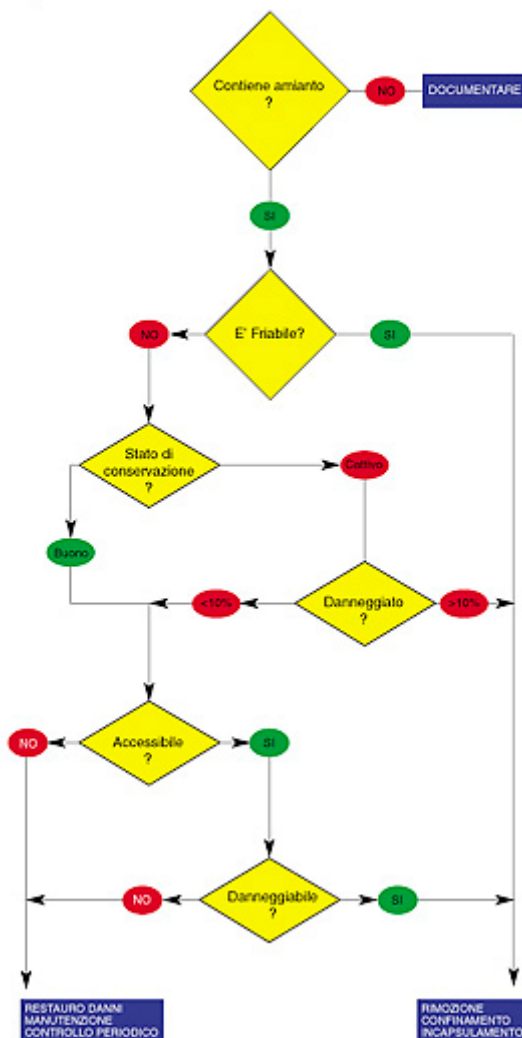 Contiene amianto
?
NO
DOCUMENTARE
SI
E' Friabile?
NO
SI
Stato di
conservazione
?
Cattivo
Buono
<10%
Danneggiato
?
>10%
NO
Accessibile
?
SI
NO
Danneggiabile
?
SI
RESTAURO DANNI
MANUTENZIONE
CONTROLLO PERIODICO
RIMOZIONE
CONFINAMENTO
INCAPSULAMENTO